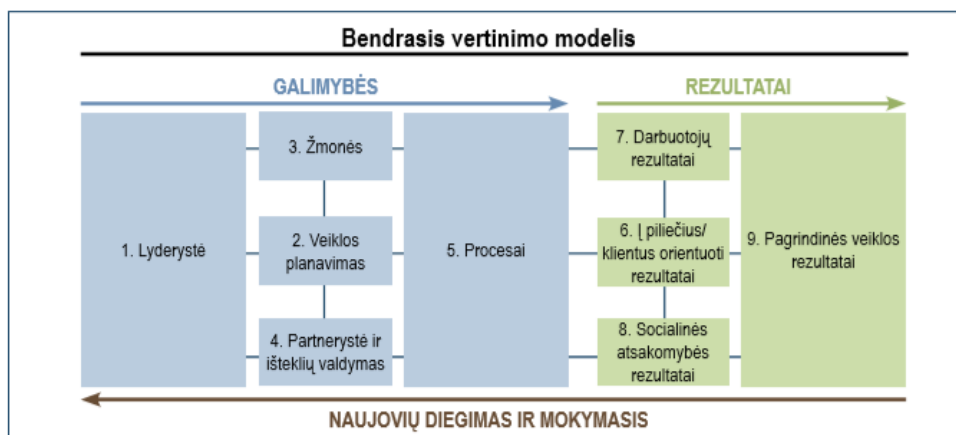 Bendrasis vertinimo modelis
GALIMYBĖS
REZULTATAI
1. Lyderystė
3. Žmonės
2. Veiklos
planavimas
4. Partnerystė ir
išteklių valdymas
5. Procesai
7. Darbuotojų
rezultatai
6. Į piliečius/
klientus orientuoti
rezultatai
8. Socialinės
atsakomybės
rezultatai
9. Pagrindinės veiklos
rezultatai
NAUJOVIŲ DIEGIMAS IR MOKYMASIS